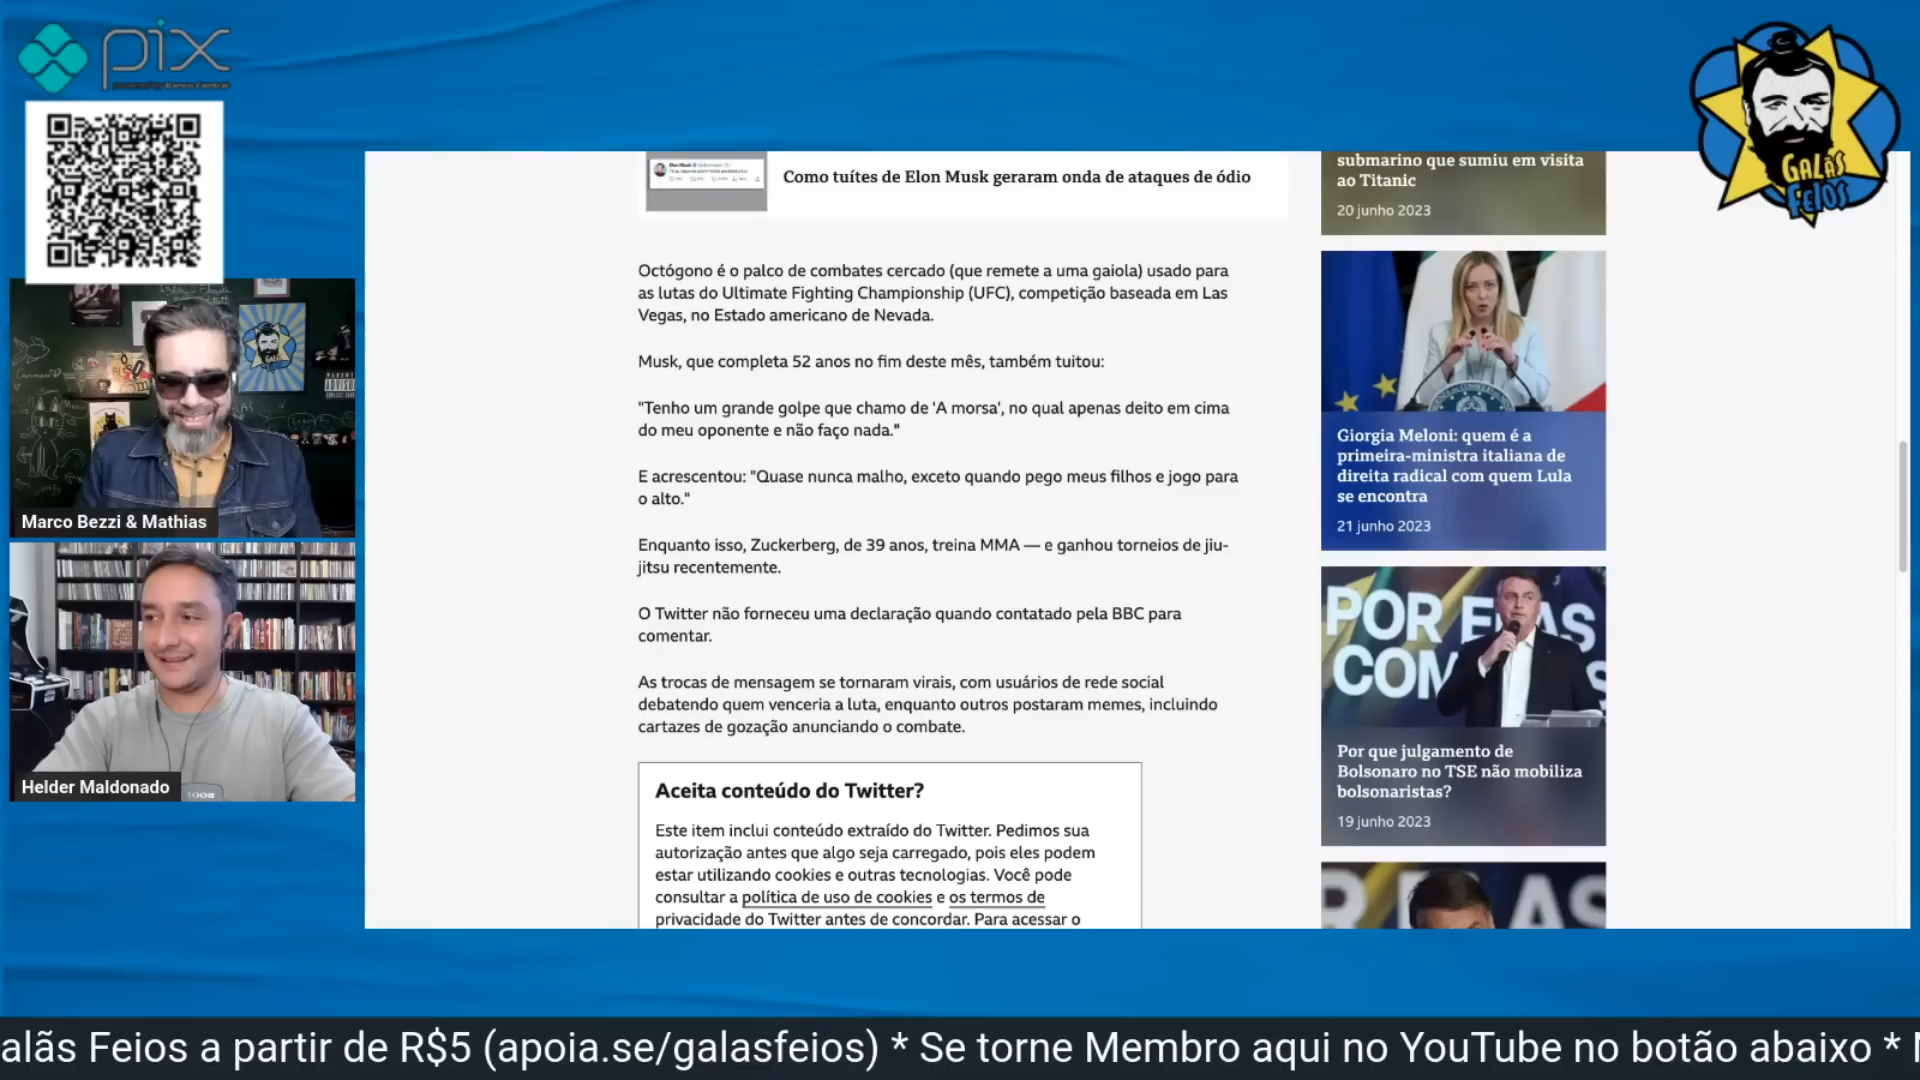 pix
powered by Banco Central
GALÃS
FEIOS
Marco Bezzi & Mathias
Helder Maldonado
Como tuítes de Elon Musk geraram onda de ataques de ódio
Octógono é o palco de combates cercado (que remete a uma gaiola) usado para
as lutas do Ultimate Fighting Championship (UFC), competição baseada em Las
Vegas, no Estado americano de Nevada.
Musk, que completa 52 anos no fim deste mês, também tuitou:
"Tenho um grande golpe que chamo de 'A morsa', no qual apenas deito em cima
do meu oponente e não faço nada."
E acrescentou: "Quase nunca malho, exceto quando pego meus filhos e jogo para
o alto."
Enquanto isso, Zuckerberg, de 39 anos, treina MMA — e ganhou torneios de jiu-
jitsu recentemente.
O Twitter não forneceu uma declaração quando contatado pela BBC para
comentar.
As trocas de mensagem se tornaram virais, com usuários de rede social
debatendo quem venceria a luta, enquanto outros postaram memes, incluindo
cartazes de gozação anunciando o combate.
Aceita conteúdo do Twitter?
Este item inclui conteúdo extraído do Twitter. Pedimos sua
autorização antes que algo seja carregado, pois eles podem
estar utilizando cookies e outras tecnologias. Você pode
consultar a política de uso de cookies e os termos de
privacidade do Twitter antes de concordar. Para acessar o
submarino que sumiu em visita
ao Titanic
20 junho 2023
Giorgia Meloni: quem é a
primeira-ministra italiana de
direita radical com quem Lula
se encontra
21 junho 2023
POR ELAS
COM
Por que julgamento de
Bolsonaro no TSE não mobiliza
bolsonaristas?
19 junho 2023
alãs Feios a partir de R$5 (apoia.se/galasfeios) * Se torne Membro aqui no YouTube no botão abaixo *